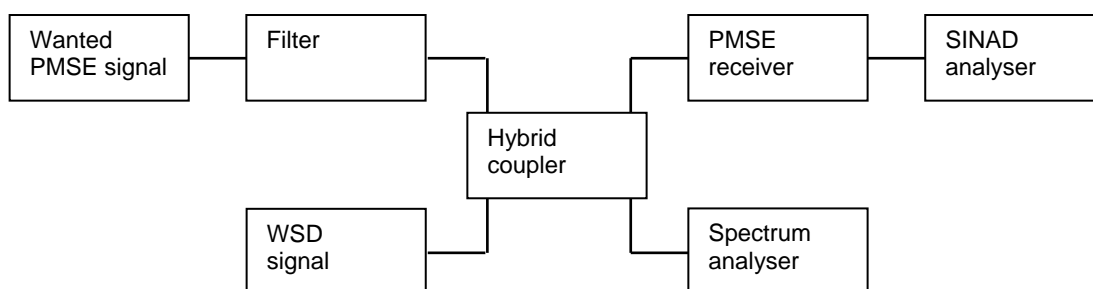 Wanted
PMSE signal
Filter
PMSE
receiver
SINAD
analyser
Hybrid
coupler
WSD
signal
Spectrum
analyser